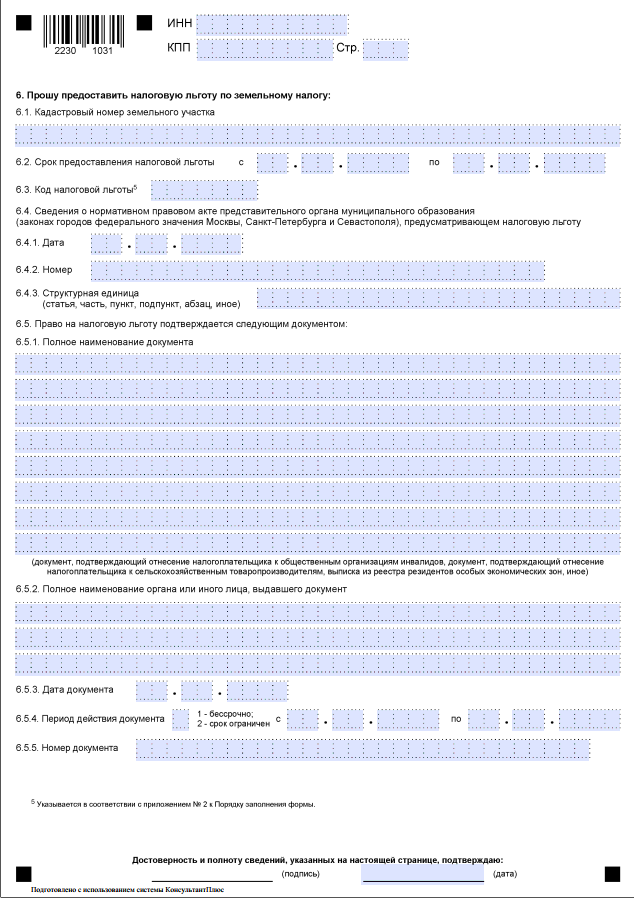 ИНН
2230 1031
КПП Стр.
6. Прошу предоставить налоговую льготу по земельному налогу:
6.1. Кадастровый номер земельного участка
6.2. Срок предоставления налоговой льготы с . . по . .
6.3. Код налоговой льготы5
6.4. Сведения о нормативном правовом акте представительного органа муниципального образования
(законах городов федерального значения Москвы, Санкт-Петербурга и Севастополя), предусматривающем налоговую льготу
6.4.1. Дата . .
6.4.2. Номер
6.4.3. Структурная единица
(статья, часть, пункт, подпункт, абзац, иное)
6.5. Право на налоговую льготу подтверждается следующим документом:
6.5.1. Полное наименование документа
(документ, подтверждающий отнесение налогоплательщика к общественным организациям инвалидов, документ, подтверждающий отнесение
налогоплательщика к сельскохозяйственным товаропроизводителям, выписка из реестра резидентов особых экономических зон, иное)
6.5.2. Полное наименование органа или иного лица, выдавшего документ
6.5.3. Дата документа . .
6.5.4. Период действия документа 1 - бессрочно; с . . по . .
2 - срок ограничен
6.5.5. Номер документа
5 Указывается в соответствии с приложением № 2 к Порядку заполнения формы.
Достоверность и полноту сведений, указанных на настоящей странице, подтверждаю:
(подпись) (дата)
Подготовлено с использованием системы КонсультантПлюс